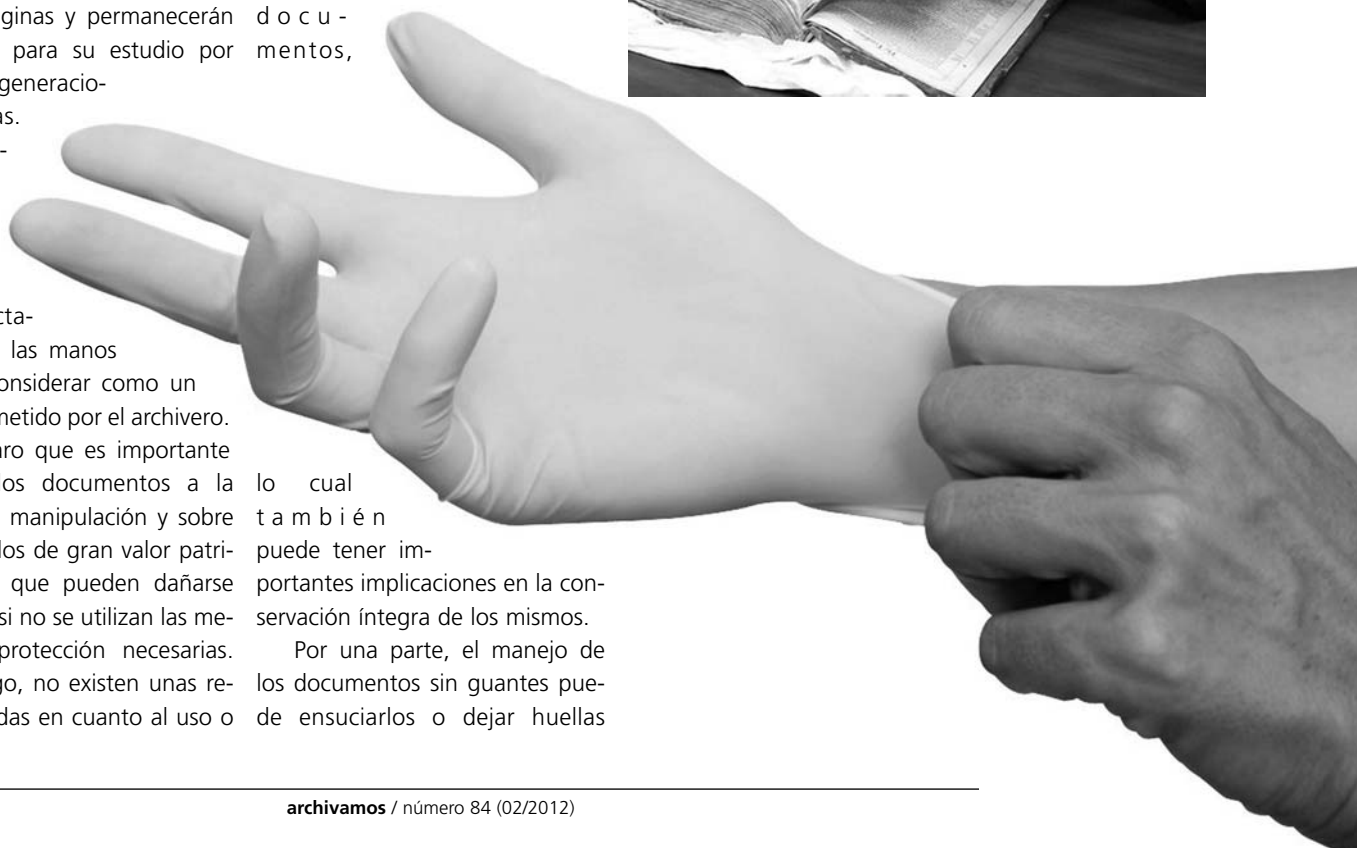 ginas y permanecerán
para su estudio por
generacio-
as.
-
cta-
las manos
onsiderar como un
metido por el archivero.
aro que es importante
los documentos a la
manipulación y sobre
los de gran valor patri-
que pueden dañarse
si no se utilizan las me-
protección necesarias.
go, no existen unas re-
das en cuanto al uso o
docu-
mentos,
lo cual
también
puede tener im-
portantes implicaciones en la con-
servación íntegra de los mismos.
Por una parte, el manejo de
los documentos sin guantes pue-
de ensuciarlos o dejar huellas
archivamos / número 84 (02/2012)